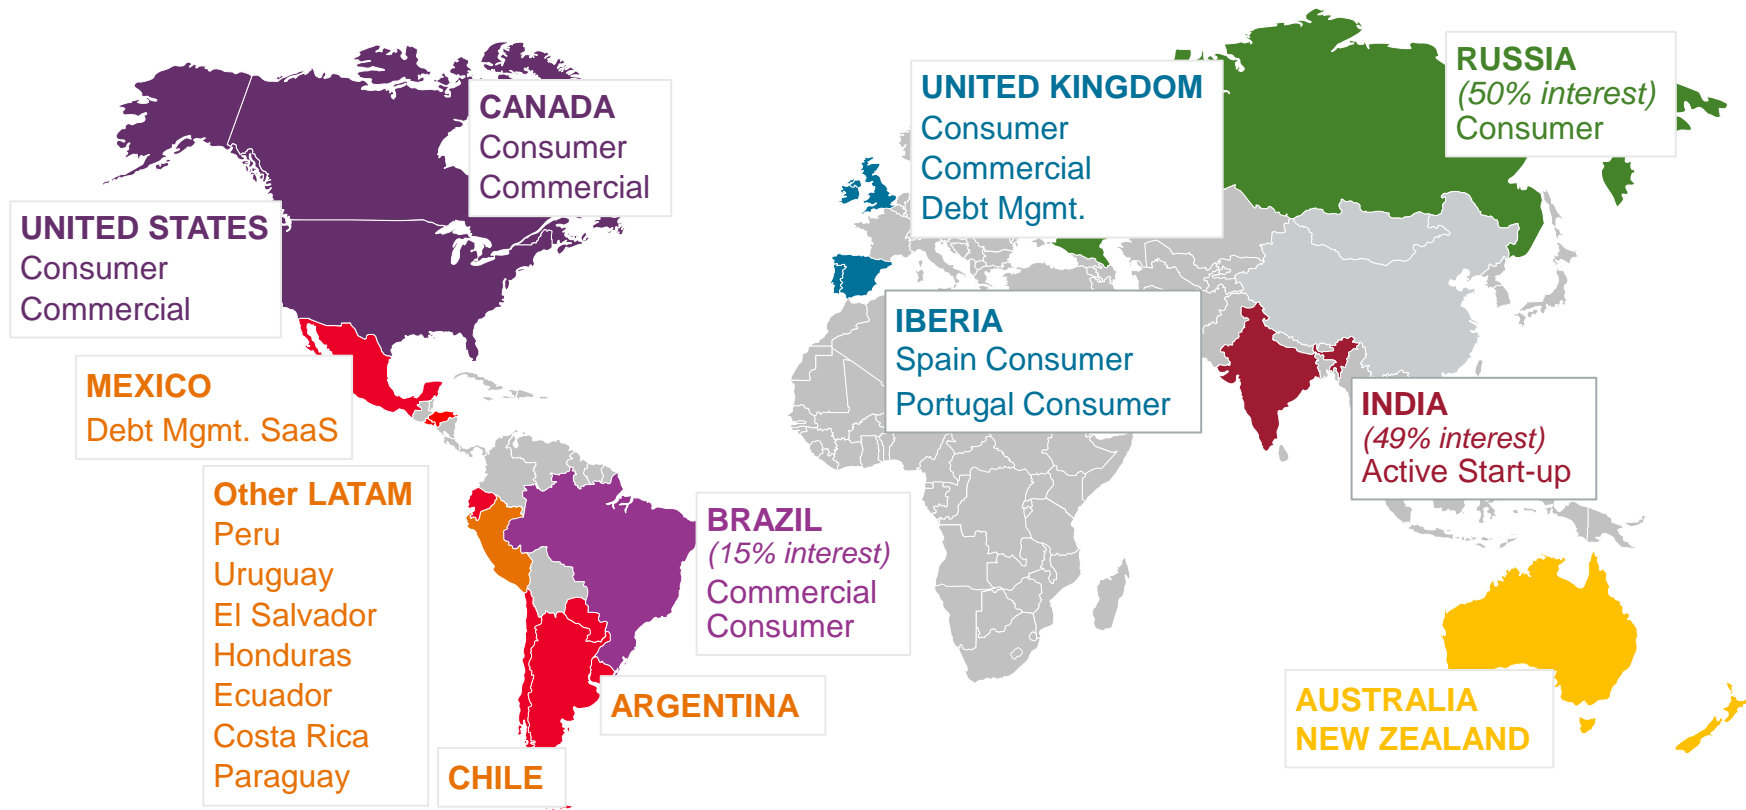 CANADA
Consumer
Commercial
UNITED STATES
Consumer
Commercial
MEXICO
Debt Mgmt. SaaS
Other LATAM
Peru
Uruguay
El Salvador
Honduras
Ecuador
Costa Rica
Paraguay
CHILE
ARGENTINA
BRAZIL
(15% interest)
Commercial
Consumer
UNITED KINGDOM
Consumer
Commercial
Debt Mgmt.
IBERIA
Spain Consumer
Portugal Consumer
RUSSIA
(50% interest)
Consumer
INDIA
(49% interest)
Active Start-up
AUSTRALIA
NEW ZEALAND